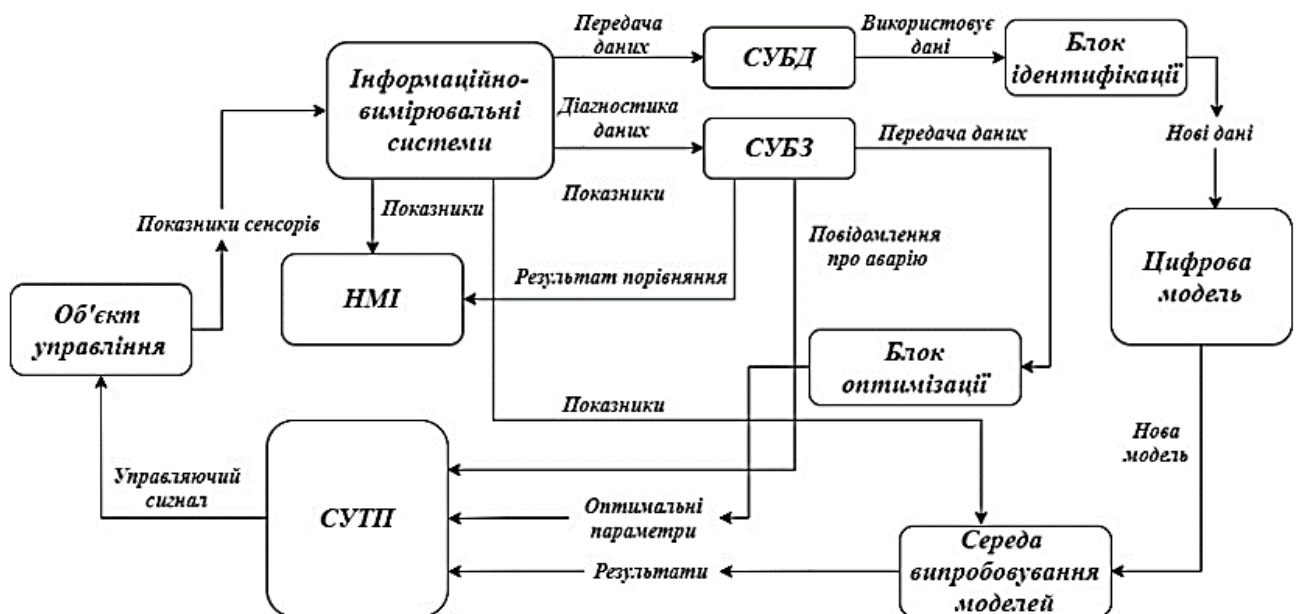 Передача
даних
СУБД
Використовує
дані
Блок
ідентифікації
Інформаційно-
вимірювальні
системи
Діагностика
даних
СУБЗ
Передача даних
Нові дані
Показники
Показники
Показники сенсорів
Повідомлення
про аварію
Цифрова
модель
Результат порівняння
НМІ
Об'єкт
управління
Блок
оптимізації
Показники
Нова
модель
Управляючий
сигнал
СУТП
Оптимальні
параметри
Середа
випробовування
моделей
Результати